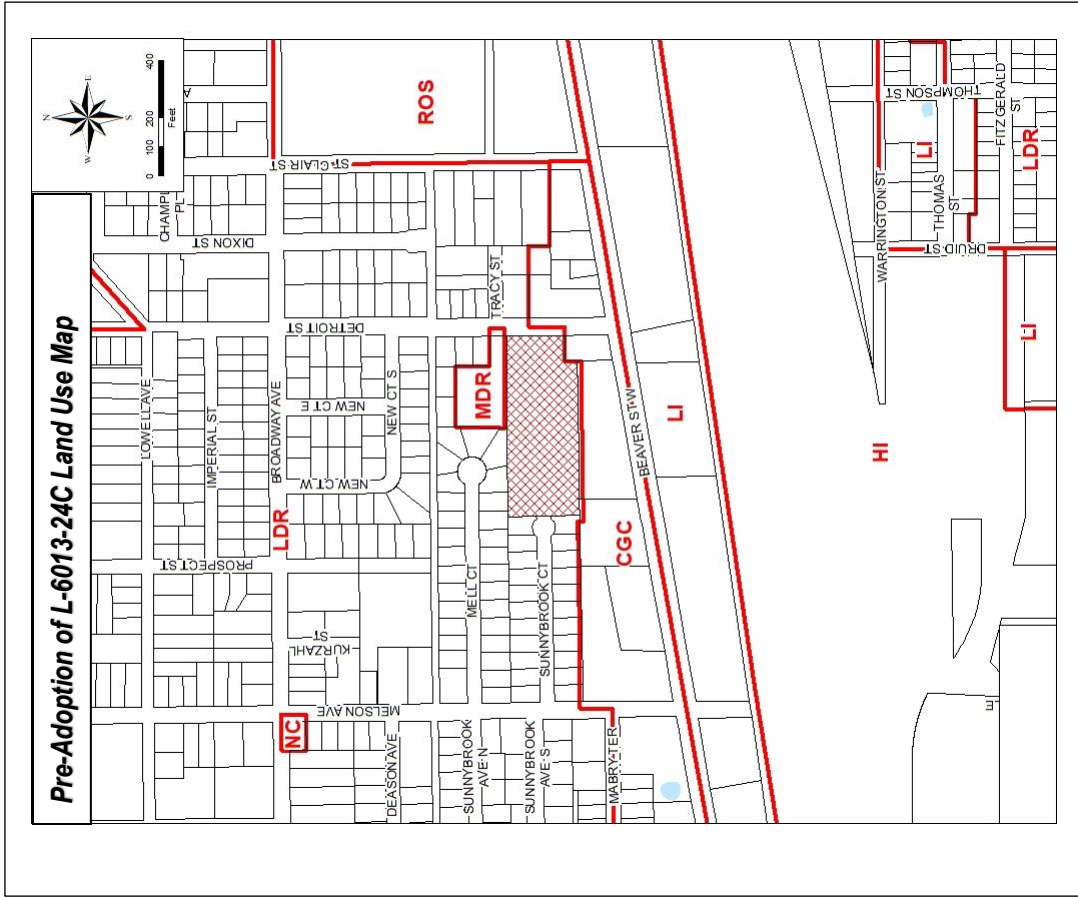 Pre-Adoption of L-6013-24C Land Use Map
N
W
E
S
0
100
200
400
Feet
A
CHAMPL
PL
DIXON ST
ST CLAIR ST
ROS
LOWELL AVE
IMPERIAL ST
BROADWAY AVE
DETROIT ST
NEW CT E
NEW CT W
NEW CT S
TRACY ST
MDR
LDR
PROSPECT ST
KURZAHL
ST
MELL CT
SUNNYBROOK CT
CGC
BEAVER ST W
LI
HI
NC
MELSON AVE
DEASON AVE
SUNNYBROOK
AVE N
SUNNYBROOK
AVE S
MABRY TER
WARRINGTON ST
THOMPSON ST
LI
THOMAS
ST
FITZGERALD
ST
LDR
DRUID ST
LI
E